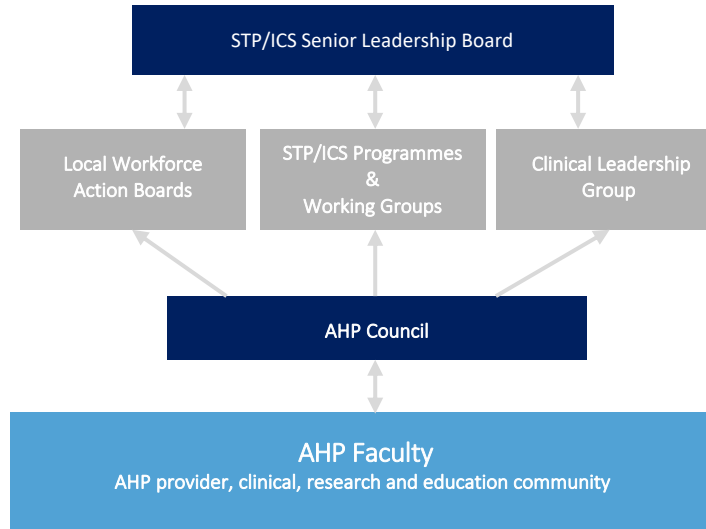 STP/ICS Senior Leadership Board
Local Workforce
Action Boards
STP/ICS Programmes
&
Working Groups
Clinical Leadership
Group
AHP Council
AHP Faculty
AHP provider, clinical, research and education community